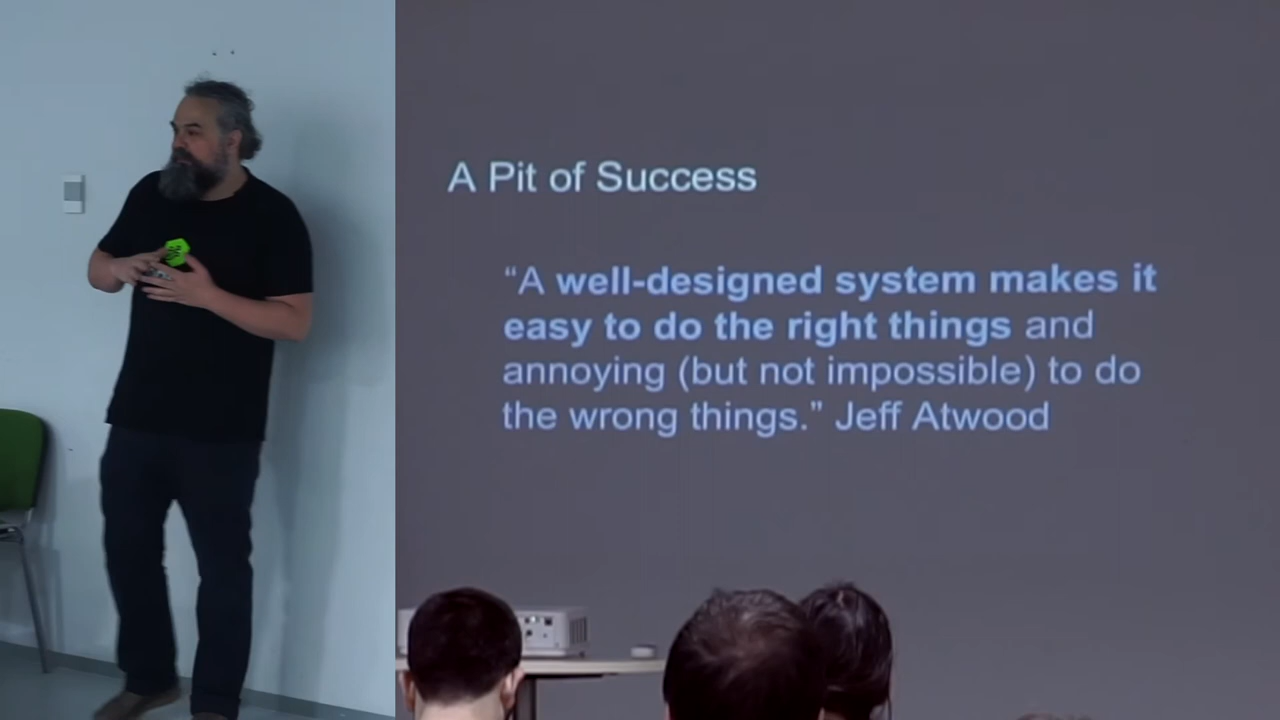 A Pit of Success
“A well-designed system makes it
easy to do the right things and
annoying (but not impossible) to do
the wrong things.” Jeff Atwood